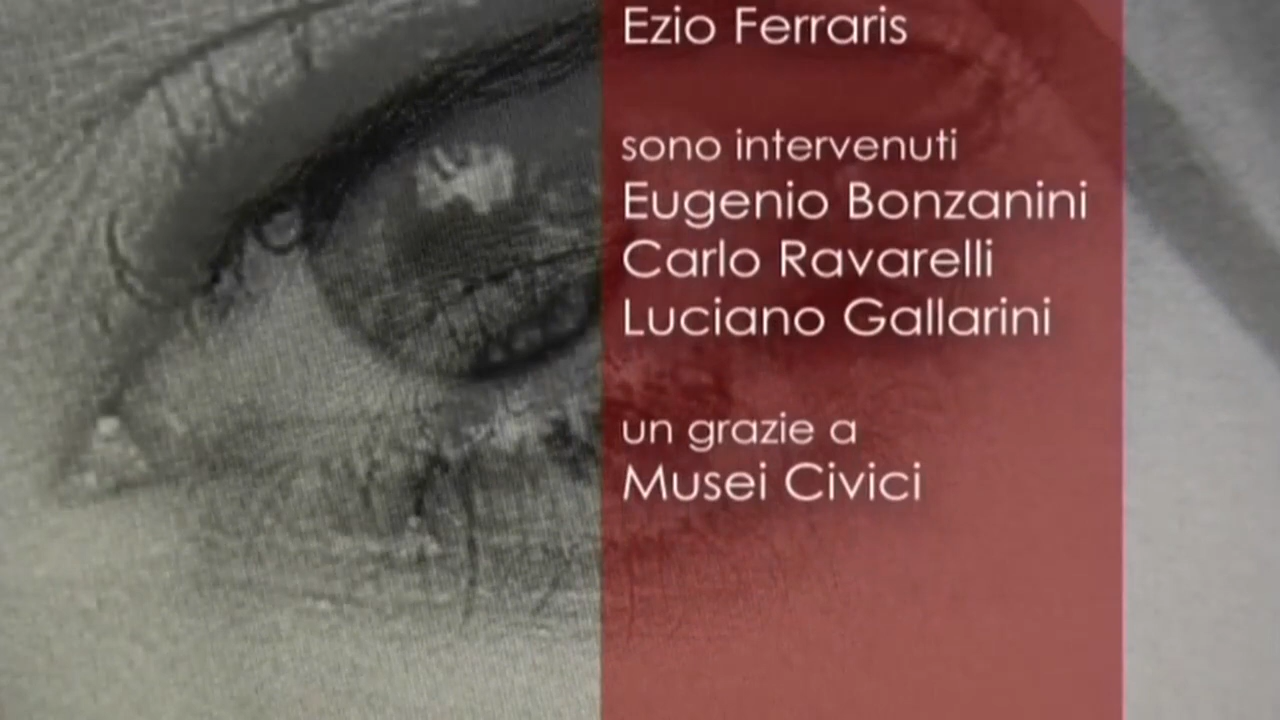 Ezio Ferraris
sono intervenuti
Eugenio Bonzanini
Carlo Ravarelli
Luciano Gallarini
un grazie a
Musei Civici